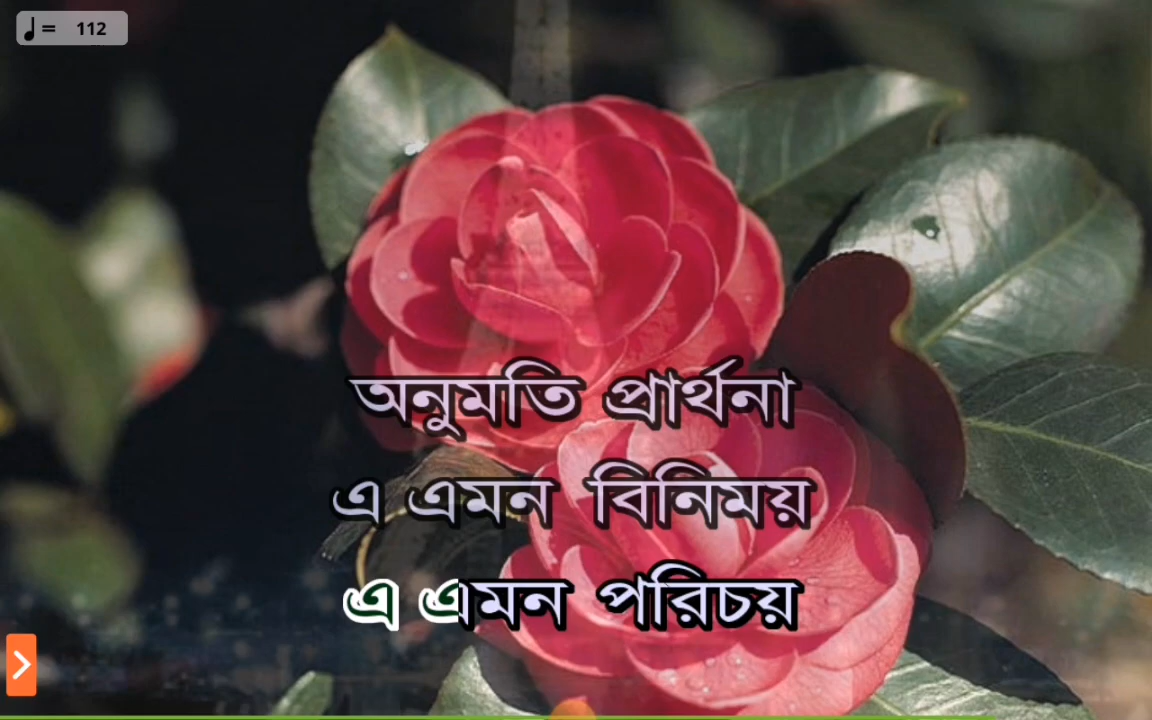 ♩= 112
অনুমতি প্রার্থনা
এ এমন বিনিময়
এ এমন পরিচয়